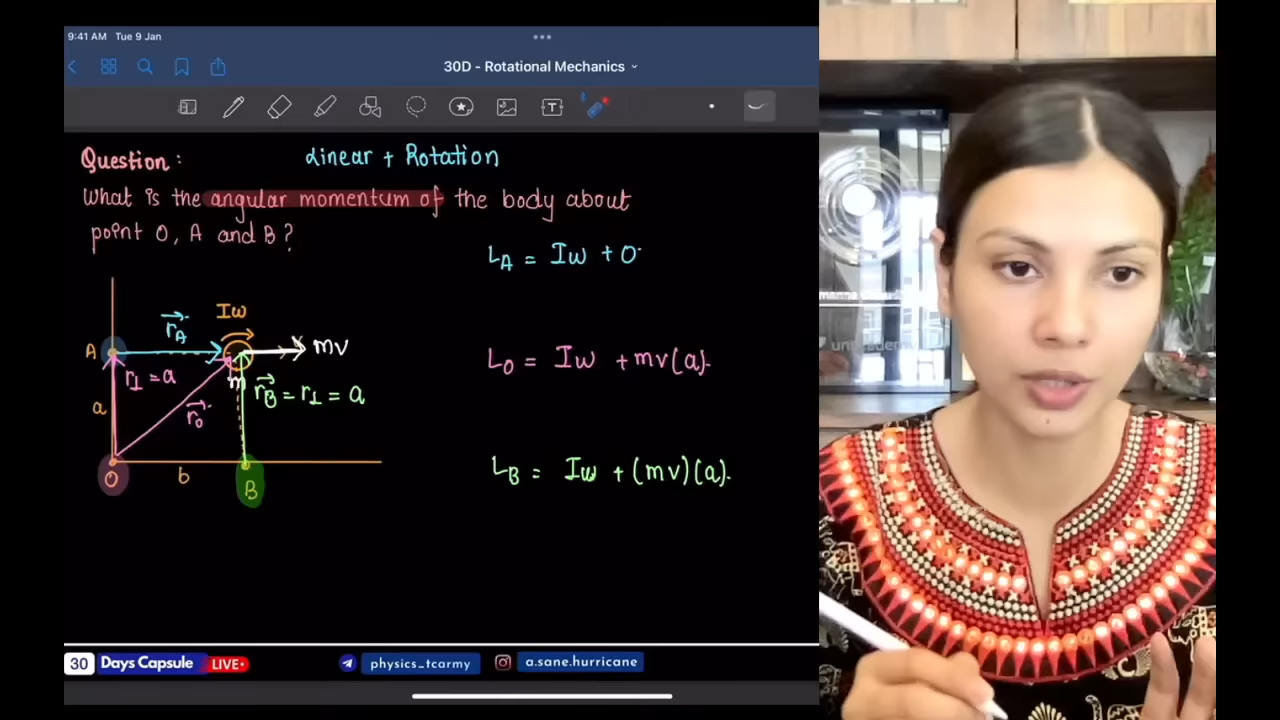 9:41 AM Tue 9 Jan
30D - Rotational Mechanics
Question:
Linear + Rotation
What is the angular momentum of the body about
point O, A and B?
L_A = Iω + 0
Iω
r_A
A
mv
r⊥ = a
m
L_O = Iω + mv(a).
r_B = r⊥ = a
a
r_O
O
b
B
L_B = Iω + (mv)(a).
30 Days Capsule LIVE
physics_tcarmy
a.sane.hurricane